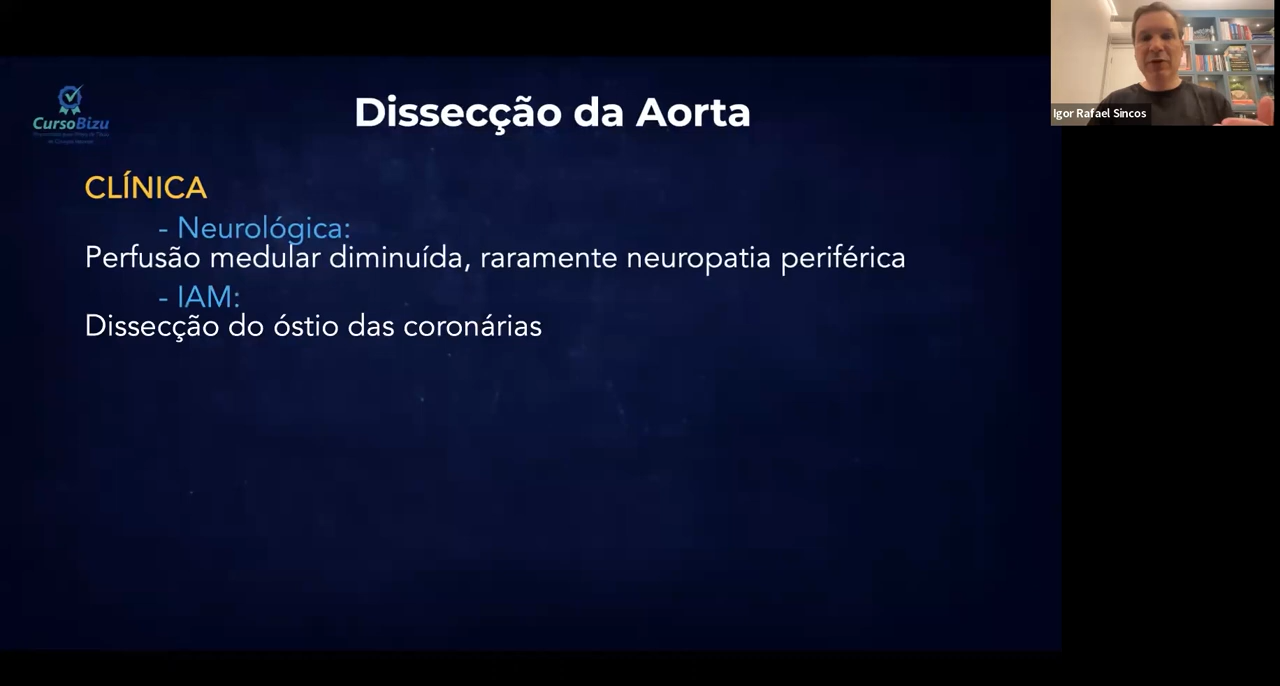 CursoBizu
Dissecção da Aorta
Igor Rafael Sincos
CLÍNICA
- Neurológica:
Perfusão medular diminuída, raramente neuropatia periférica
- IAM:
Dissecção do óstio das coronárias